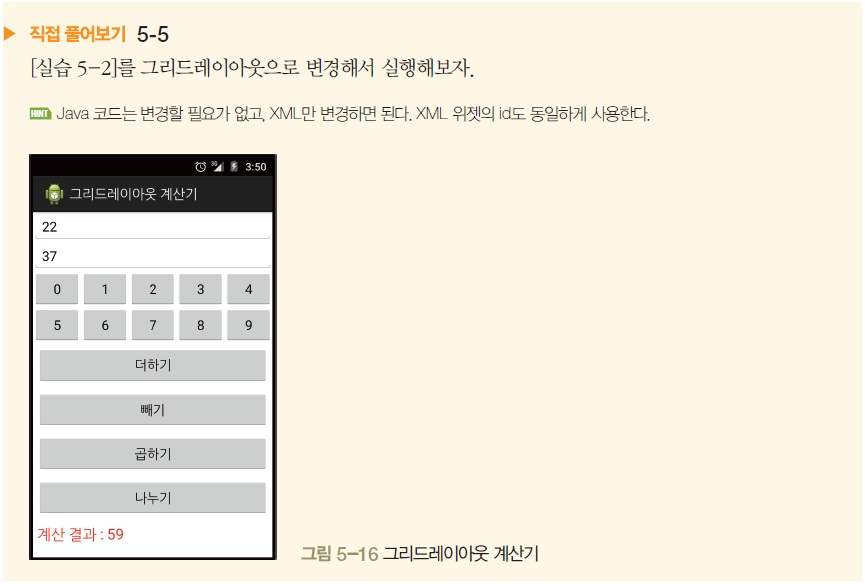 직접 풀어보기 5-5
[실습 5-2]를 그리드레이아웃으로 변경해서 실행해보자.
HINT Java 코드는 변경할 필요가 없고, XML만 변경하면 된다. XML 위젯의 id도 동일하게 사용한다.
3G 3:50
그리드레이아웃 계산기
22
37
0 1 2 3 4
5 6 7 8 9
더하기
빼기
곱하기
나누기
계산 결과 : 59
그림 5-16 그리드레이아웃 계산기